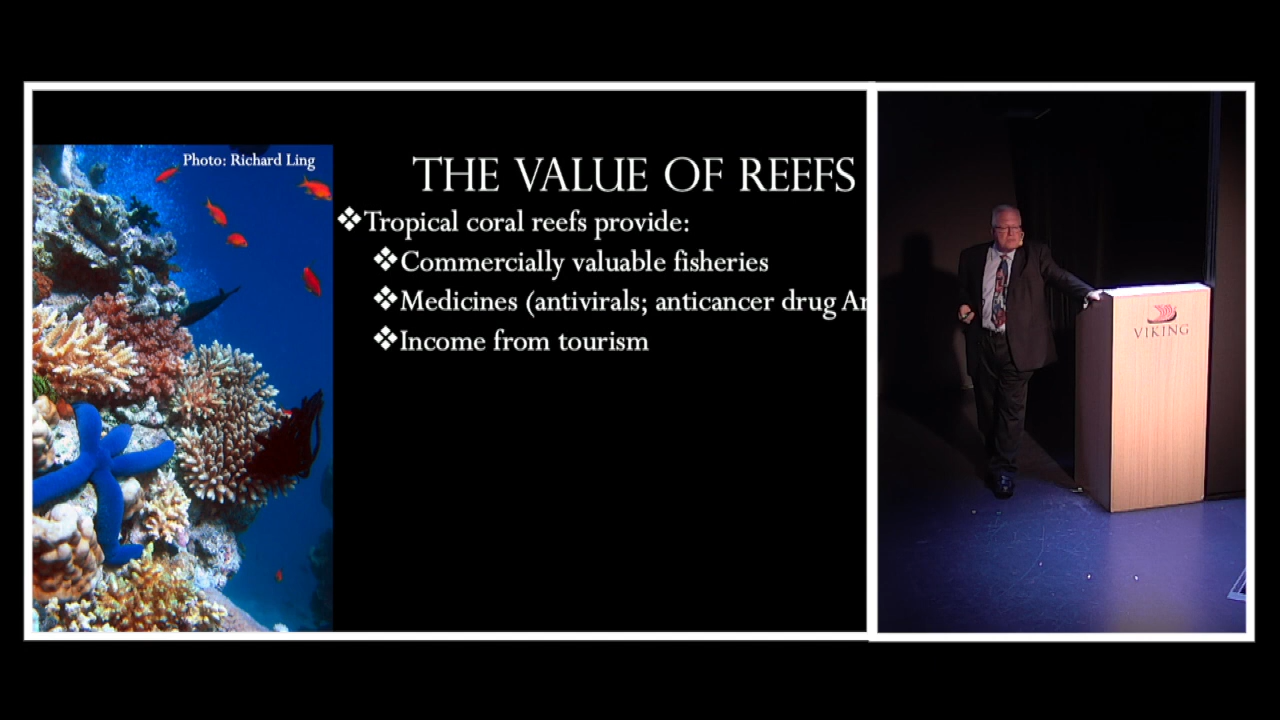 Photo: Richard Ling
THE VALUE OF REEFS
❖Tropical coral reefs provide:
❖Commercially valuable fisheries
❖Medicines (antivirals; anticancer drug Ar
❖Income from tourism
VIKING